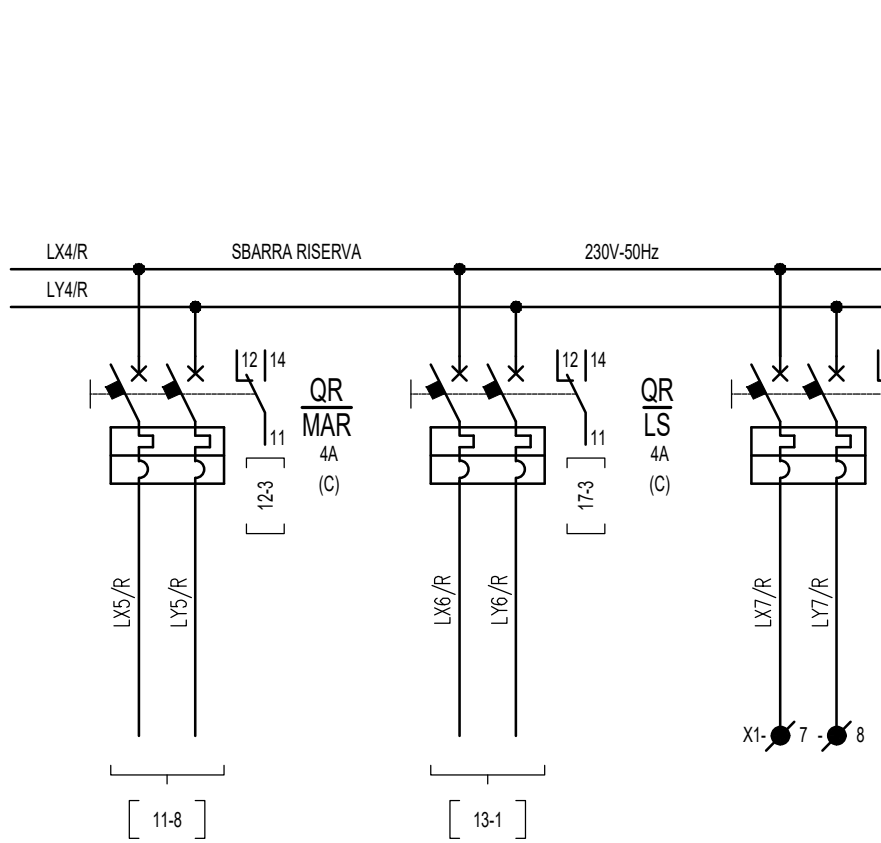 LX4/R SBARRA RISERVA 230V-50Hz
LY4/R
12 14
QR
MAR
4A
(C)
11
12-3
12 14
QR
LS
4A
(C)
11
17-3
LX5/R LY5/R LX6/R LY6/R LX7/R LY7/R
X1- 7 - 8
11-8 13-1